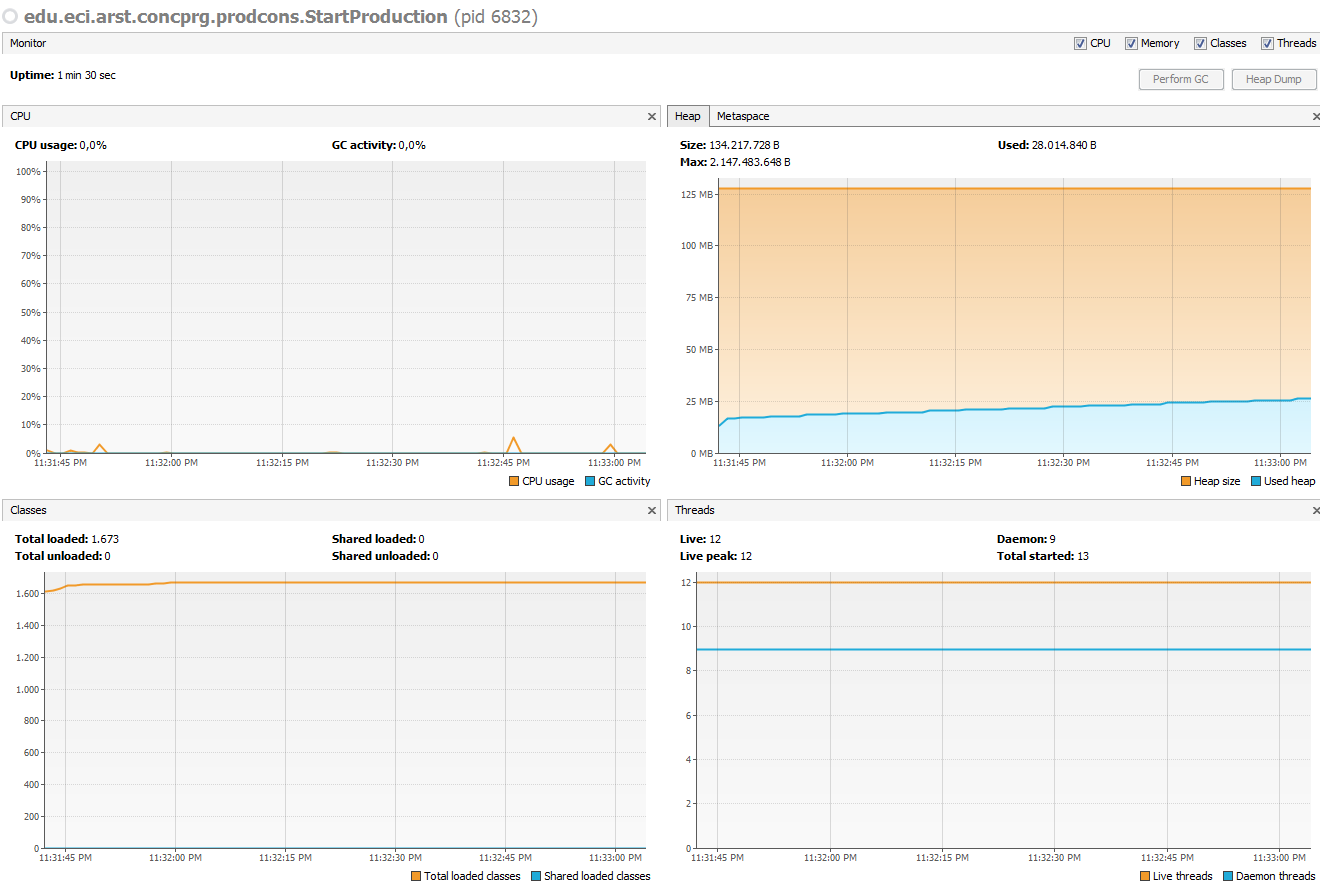 edu.eci.arst.concprg.prodcons.StartProduction (pid 6832)
Monitor
CPU Memory Classes Threads
Uptime: 1 min 30 sec
Perform GC Heap Dump
CPU
CPU usage: 0,0% GC activity: 0,0%
100%
90%
80%
70%
60%
50%
40%
30%
20%
10%
0%
11:31:45 PM 11:32:00 PM 11:32:15 PM 11:32:30 PM 11:32:45 PM 11:33:00 PM
CPU usage GC activity
Heap Metaspace
Size: 134.217.728 B Used: 28.014.840 B
Max: 2.147.483.648 B
125 MB
100 MB
75 MB
50 MB
25 MB
0 MB
11:31:45 PM 11:32:00 PM 11:32:15 PM 11:32:30 PM 11:32:45 PM 11:33:00 PM
Heap size Used heap
Classes
Total loaded: 1.673 Shared loaded: 0
Total unloaded: 0 Shared unloaded: 0
1.600
1.400
1.200
1.000
800
600
400
200
0
11:31:45 PM 11:32:00 PM 11:32:15 PM 11:32:30 PM 11:32:45 PM 11:33:00 PM
Total loaded classes Shared loaded classes
Threads
Live: 12 Daemon: 9
Live peak: 12 Total started: 13
12
10
8
6
4
2
0
11:31:45 PM 11:32:00 PM 11:32:15 PM 11:32:30 PM 11:32:45 PM 11:33:00 PM
Live threads Daemon threads